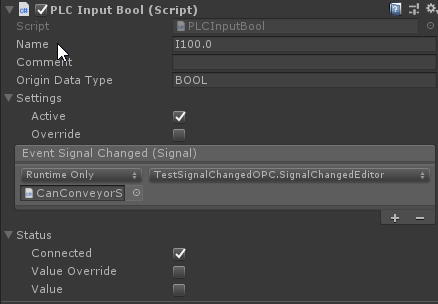 PLC Input Bool (Script)
Script PLCInputBool
Name I100.0
Comment
Origin Data Type BOOL
Settings
Active
Override
Event Signal Changed (Signal)
Runtime Only TestSignalChangedOPC.SignalChangedEditor
CanConveyorS
Status
Connected
Value Override
Value